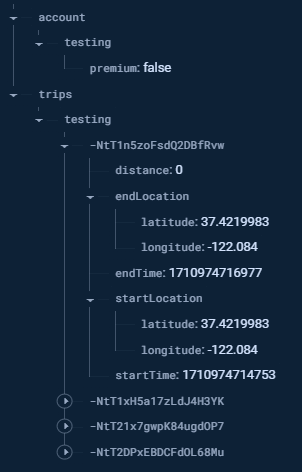 account
testing
premium: false
trips
testing
-NtT1n5zoFsdQ2DBfRvw
distance: 0
endLocation
latitude: 37.4219983
longitude: -122.084
endTime: 1710974716977
startLocation
latitude: 37.4219983
longitude: -122.084
startTime: 1710974714753
-NtT1xH5a17zLdJ4H3YK
-NtT21x7gwpK84ugdOP7
-NtT2DPxEBDCFdOL68Mu